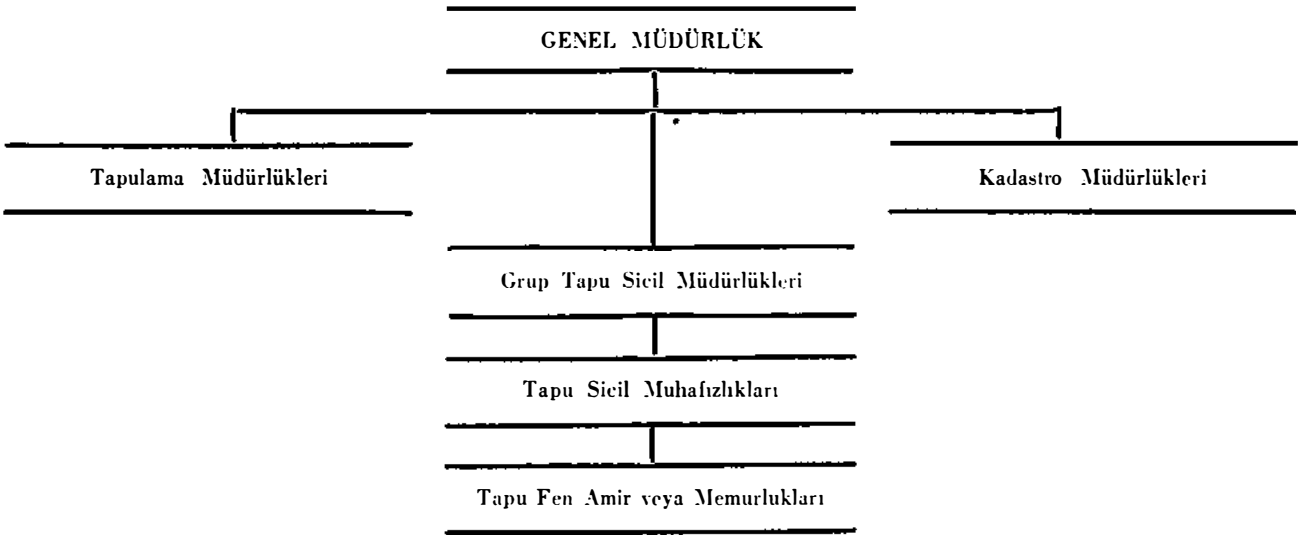 GENEL MÜDÜRLÜK
Tapulama Müdürlükleri
Kadastro Müdürlükleri
Grup Tapu Sicil Müdürlükleri
Tapu Sicil Muhafızlıkları
Tapu Fen Amir veya Memurlukları